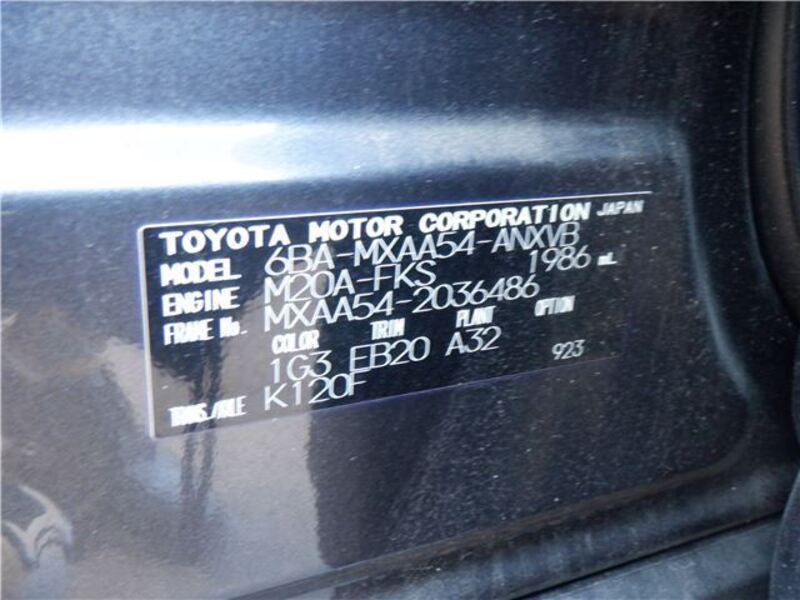 TOYOTA MOTOR CORPORATION JAPAN
MODEL 6BA-MXAA54-ANXVB
ENGINE M20A-FKS 1986 mL
FRAME No. MXAA54-2036486
COLOR TRIM PLANT OPTION
1G3 EB20 A32 923
TRANS./AXLE K120F